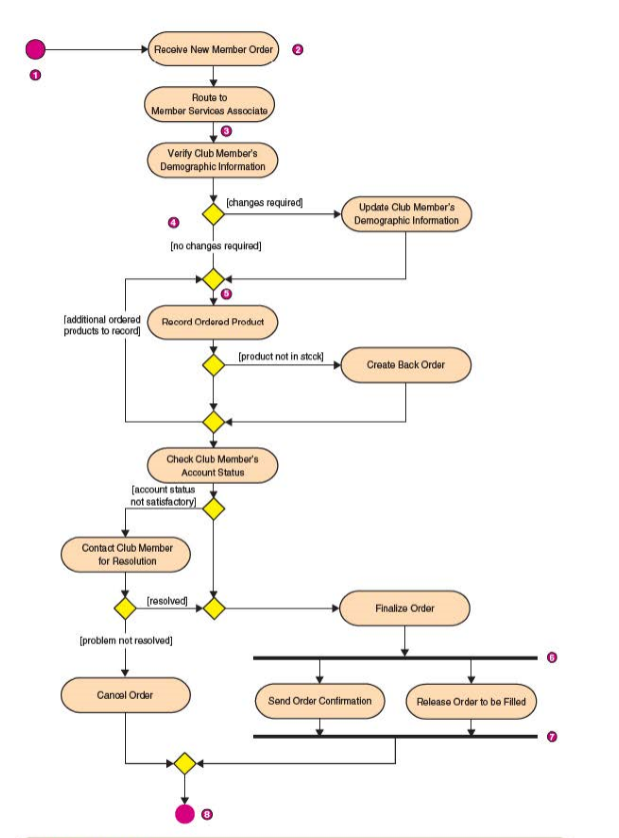 Receive New Member Order
2
1
Route to
Member Services Associate
3
Verify Club Member's
Demographic Information
[changes required]
4
Update Club Member's
Demographic Information
[no changes required]
5
[additional ordered
products to record]
Record Ordered Product
[product not in stock]
Create Back Order
Check Club Member's
Account Status
[account status
not satisfactory]
Contact Club Member
for Resolution
[resolved]
Finalize Order
[problem not resolved]
6
Cancel Order
Send Order Confirmation
Release Order to be Filled
7
8